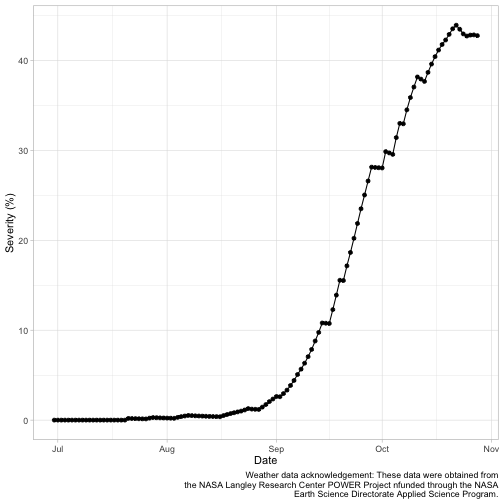 40
30
20
10
0
Severity (%)
Jul Aug Sep Oct Nov
Date
Weather data acknowledgement: These data were obtained from
the NASA Langley Research Center POWER Project nfunded through the NASA
Earth Science Directorate Applied Science Program.